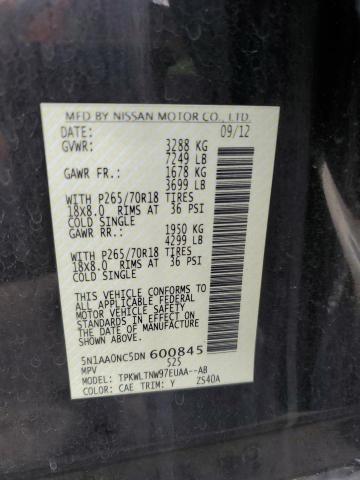 MFD BY NISSAN MOTOR CO., LTD.
DATE: 09/12
GVWR: 3288 KG
7249 LB
GAWR FR.: 1678 KG
3699 LB
WITH P265/70R18 TIRES
18X8.0 RIMS AT 36 PSI
COLD SINGLE
GAWR RR.: 1950 KG
4299 LB
WITH P265/70R18 TIRES
18X8.0 RIMS AT 36 PSI
COLD SINGLE
THIS VEHICLE CONFORMS TO
ALL APPLICABLE FEDERAL
MOTOR VEHICLE SAFETY
STANDARDS IN EFFECT ON THE
DATE OF MANUFACTURE SHOWN
ABOVE.
5N1AA0NC5DN 600845
MPV 525
MODEL: TPKWLTNW97EUAA--AB
COLOR: CAE TRIM: Y ZS40A